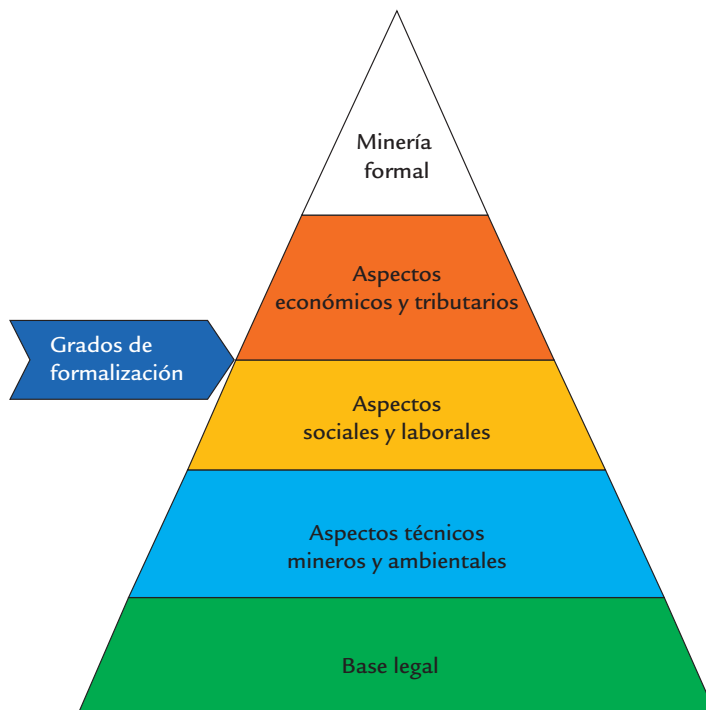 Minería
formal
Aspectos
económicos y tributarios
Grados de
formalización
Aspectos
sociales y laborales
Aspectos técnicos
mineros y ambientales
Base legal